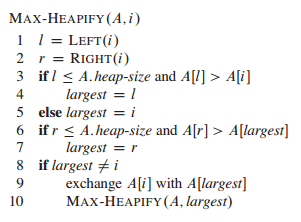 MAX-HEAPIFY(A, i)
1 l = LEFT(i)
2 r = RIGHT(i)
3 if l ≤ A.heap-size and A[l] > A[i]
4 largest = l
5 else largest = i
6 if r ≤ A.heap-size and A[r] > A[largest]
7 largest = r
8 if largest ≠ i
9 exchange A[i] with A[largest]
10 MAX-HEAPIFY(A, largest)